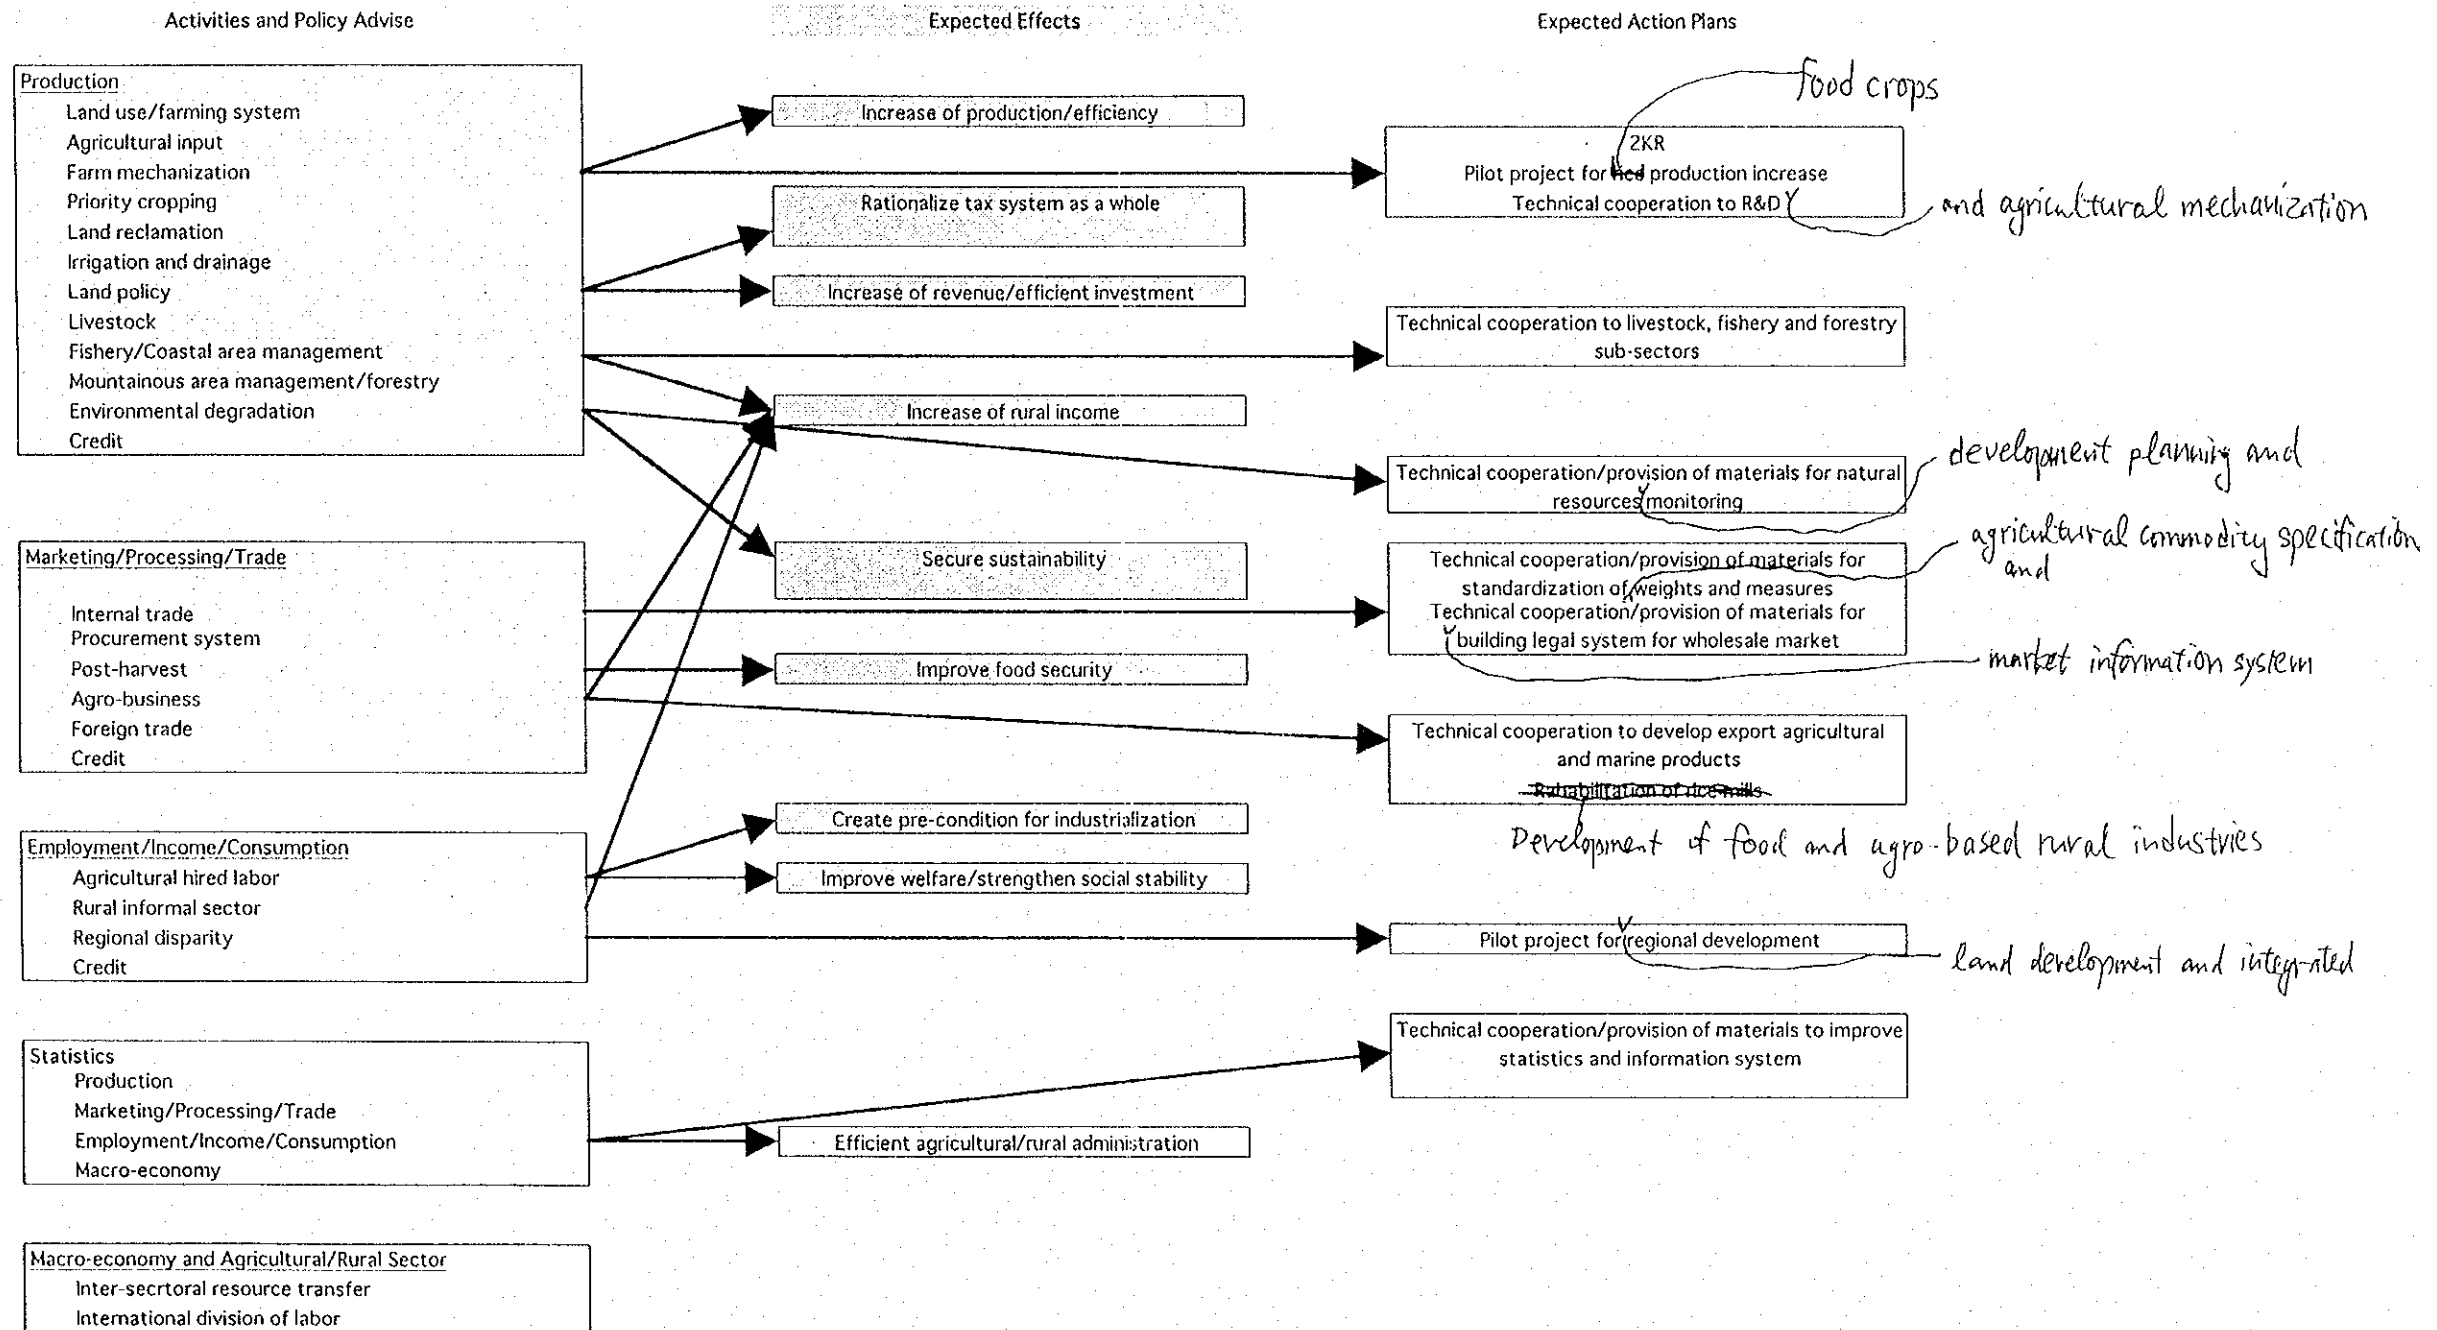 Activities and Policy Advise
Expected Effects
Expected Action Plans
Production
Land use/farming system
Agricultural input
Farm mechanization
Priority cropping
Land reclamation
Irrigation and drainage
Land policy
Livestock
Fishery/Coastal area management
Mountainous area management/forestry
Environmental degradation
Credit
Marketing/Processing/Trade
Internal trade
Procurement system
Post-harvest
Agro-business
Foreign trade
Credit
Employment/Income/Consumption
Agricultural hired labor
Rural informal sector
Regional disparity
Credit
Statistics
Production
Marketing/Processing/Trade
Employment/Income/Consumption
Macro-economy
Macro-economy and Agricultural/Rural Sector
Inter-secrtoral resource transfer
International division of labor
Increase of production/efficiency
Rationalize tax system as a whole
Increase of revenue/efficient investment
Increase of rural income
Secure sustainability
Improve food security
Create pre-condition for industrialization
Improve welfare/strengthen social stability
Efficient agricultural/rural administration
food crops
2KR
Pilot project for production increase
Technical cooperation to R&D
and agricultural mechanization
Technical cooperation to livestock, fishery and forestry
sub-sectors
Technical cooperation/provision of materials for natural
resources monitoring
development planning and
Technical cooperation/provision of materials for
standardization of weights and measures
Technical cooperation/provision of materials for
building legal system for wholesale market
agricultural commodity specification
and
market information system
Technical cooperation to develop export agricultural
and marine products
Rahabilitation of rice mills
Development of food and agro-based rural industries
Pilot project for regional development
land development and integrated
Technical cooperation/provision of materials to improve
statistics and information system